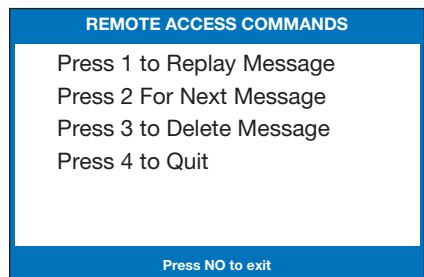 REMOTE ACCESS COMMANDS
Press 1 to Replay Message
Press 2 For Next Message
Press 3 to Delete Message
Press 4 to Quit
Press NO to exit